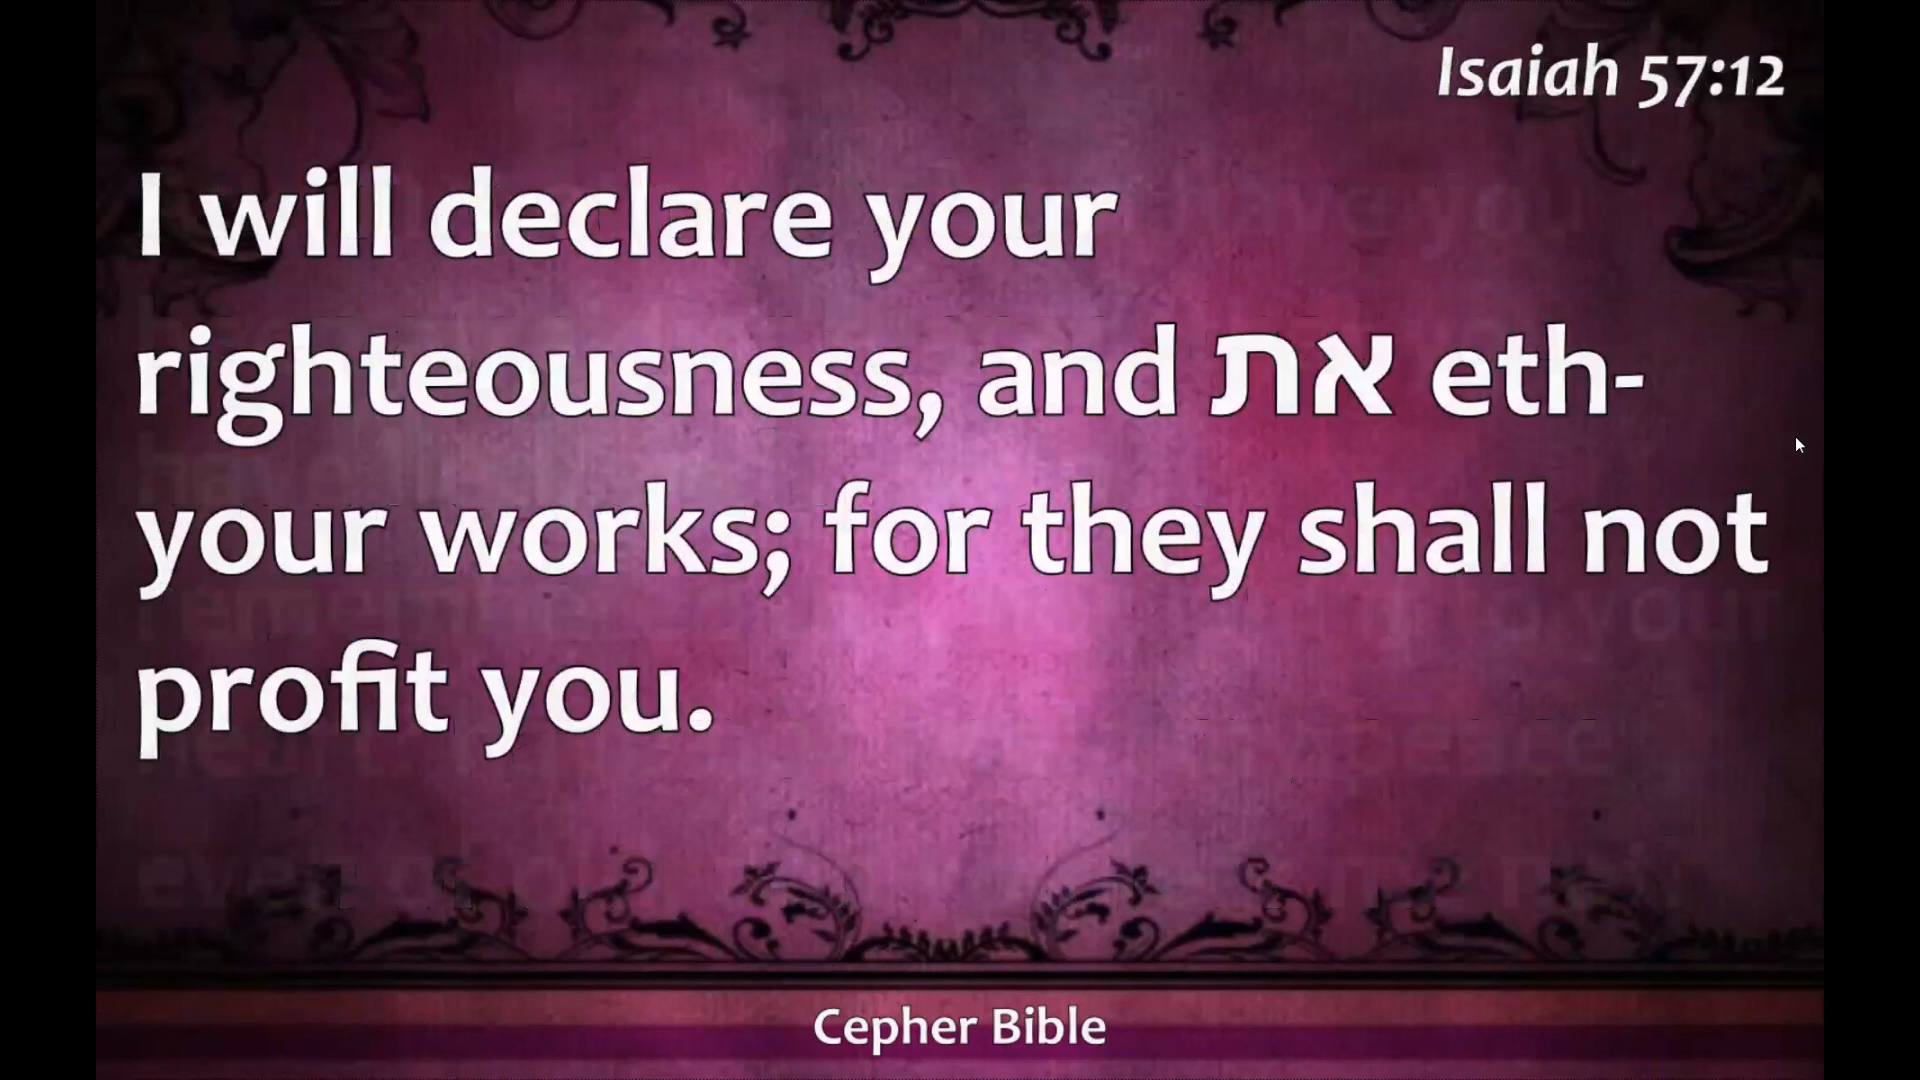 Isaiah 57:12
I will declare your
righteousness, and את eth-
your works; for they shall not
profit you.
Cepher Bible